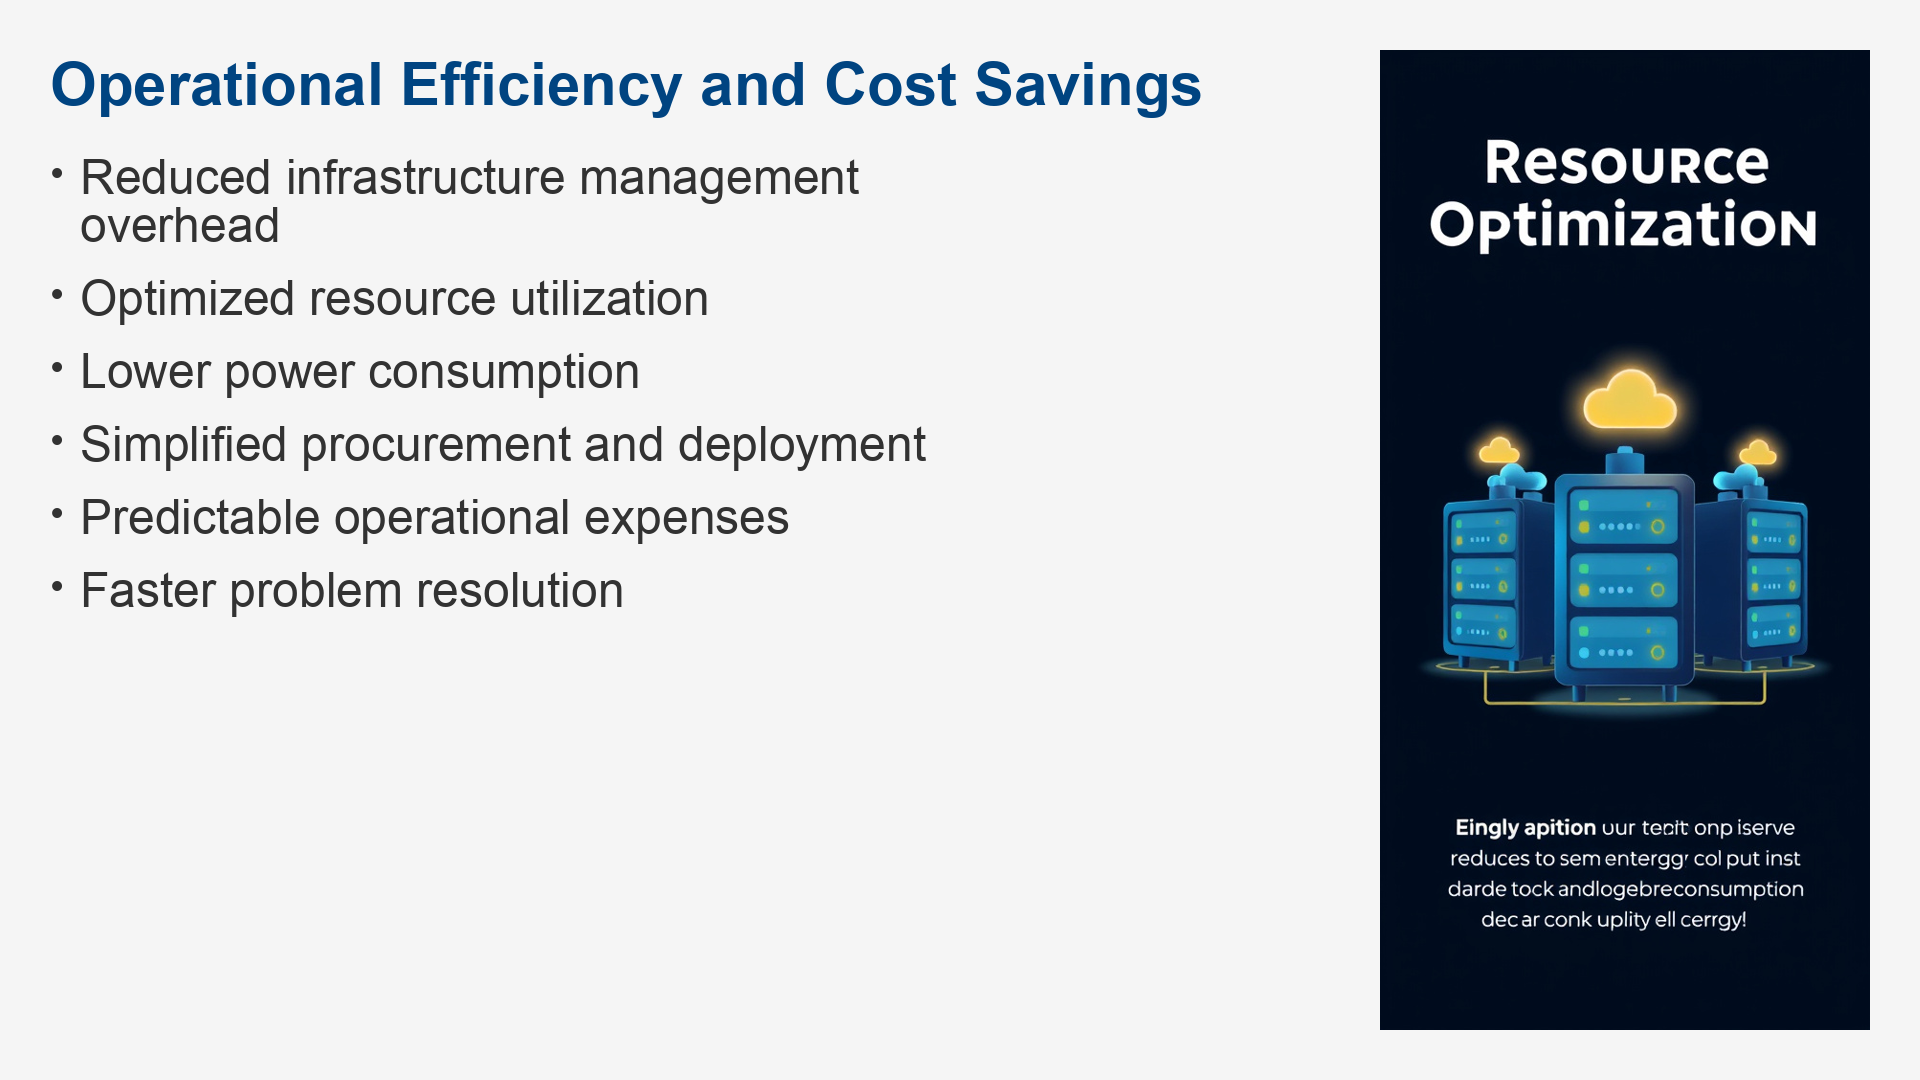 Operational Efficiency and Cost Savings
• Reduced infrastructure management
overhead
• Optimized resource utilization
• Lower power consumption
• Simplified procurement and deployment
• Predictable operational expenses
• Faster problem resolution
Resource
Optimization
Eingly apition uur onp iserve
reduces to sem col put inst
darde tock andlogebreconsumption
dec ar conk uplity ell cerrgy!